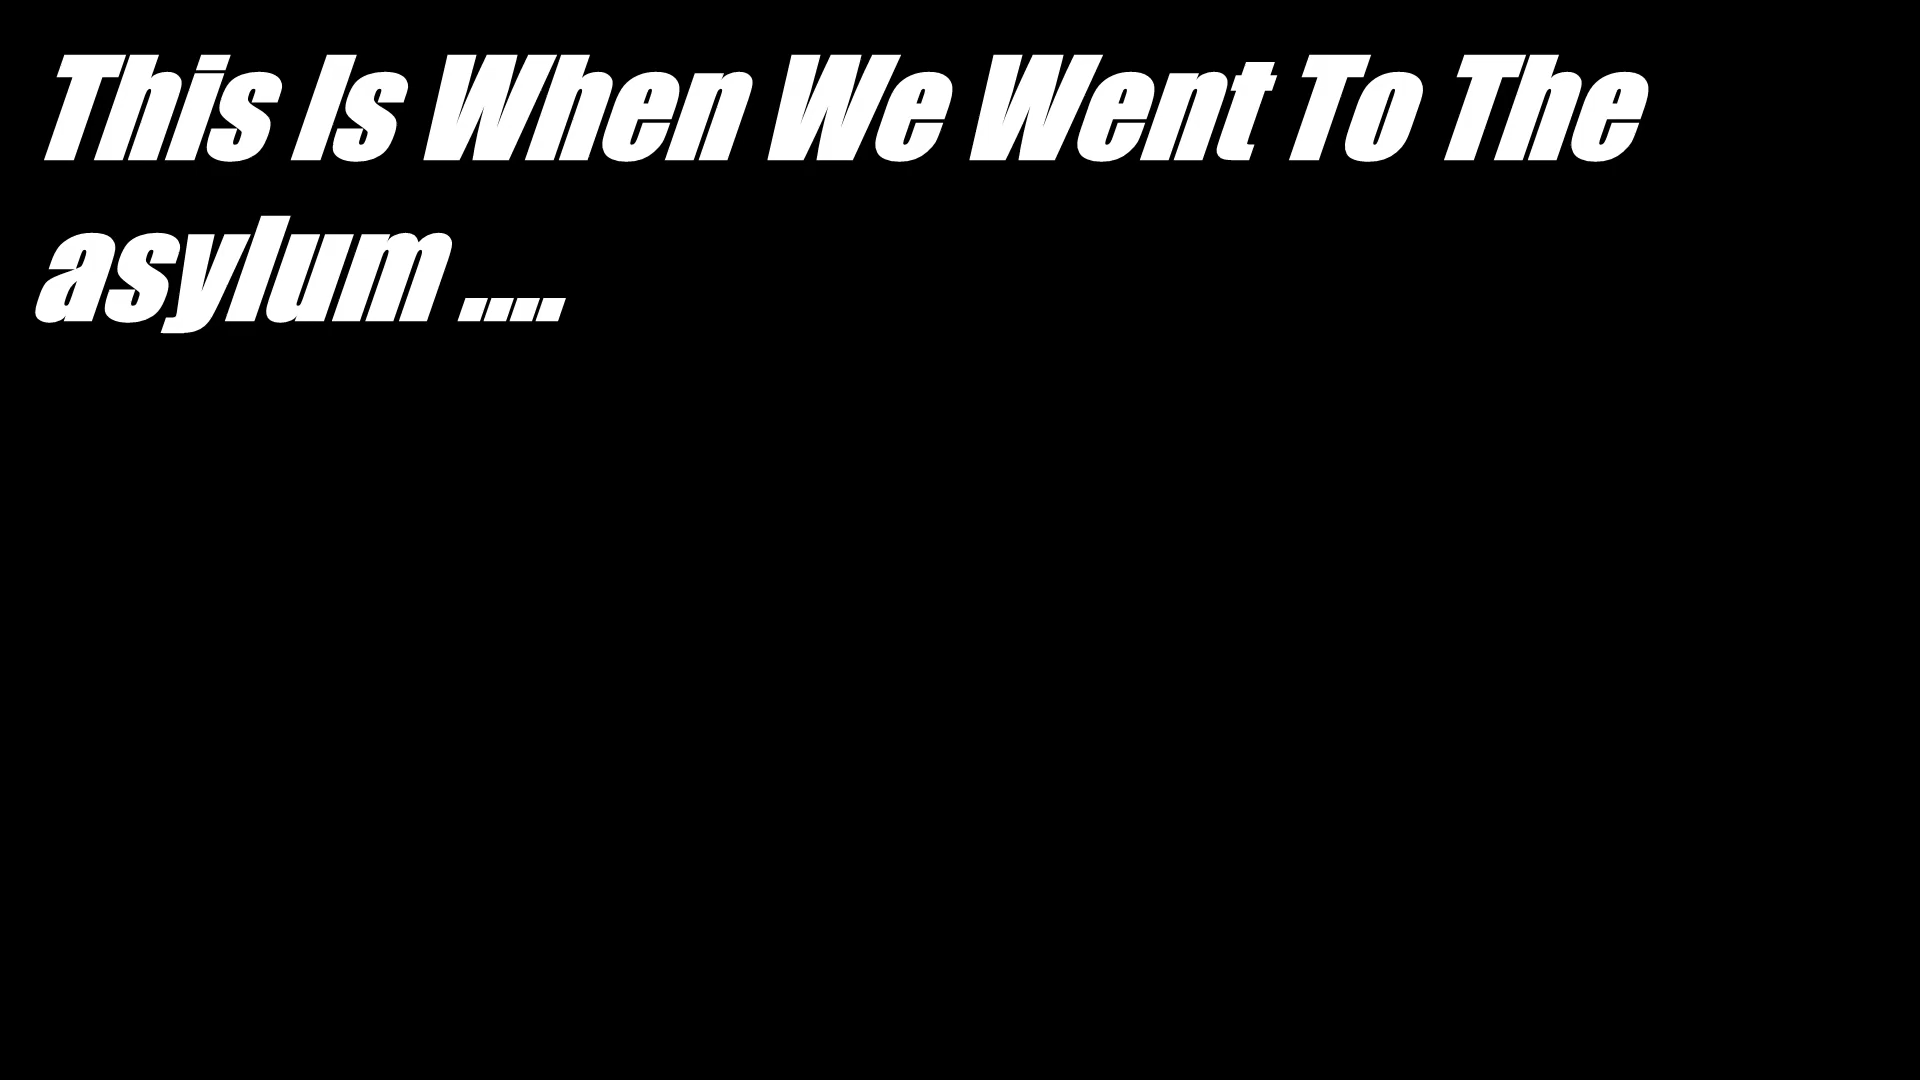 This Is When We Went To The
asylum ....